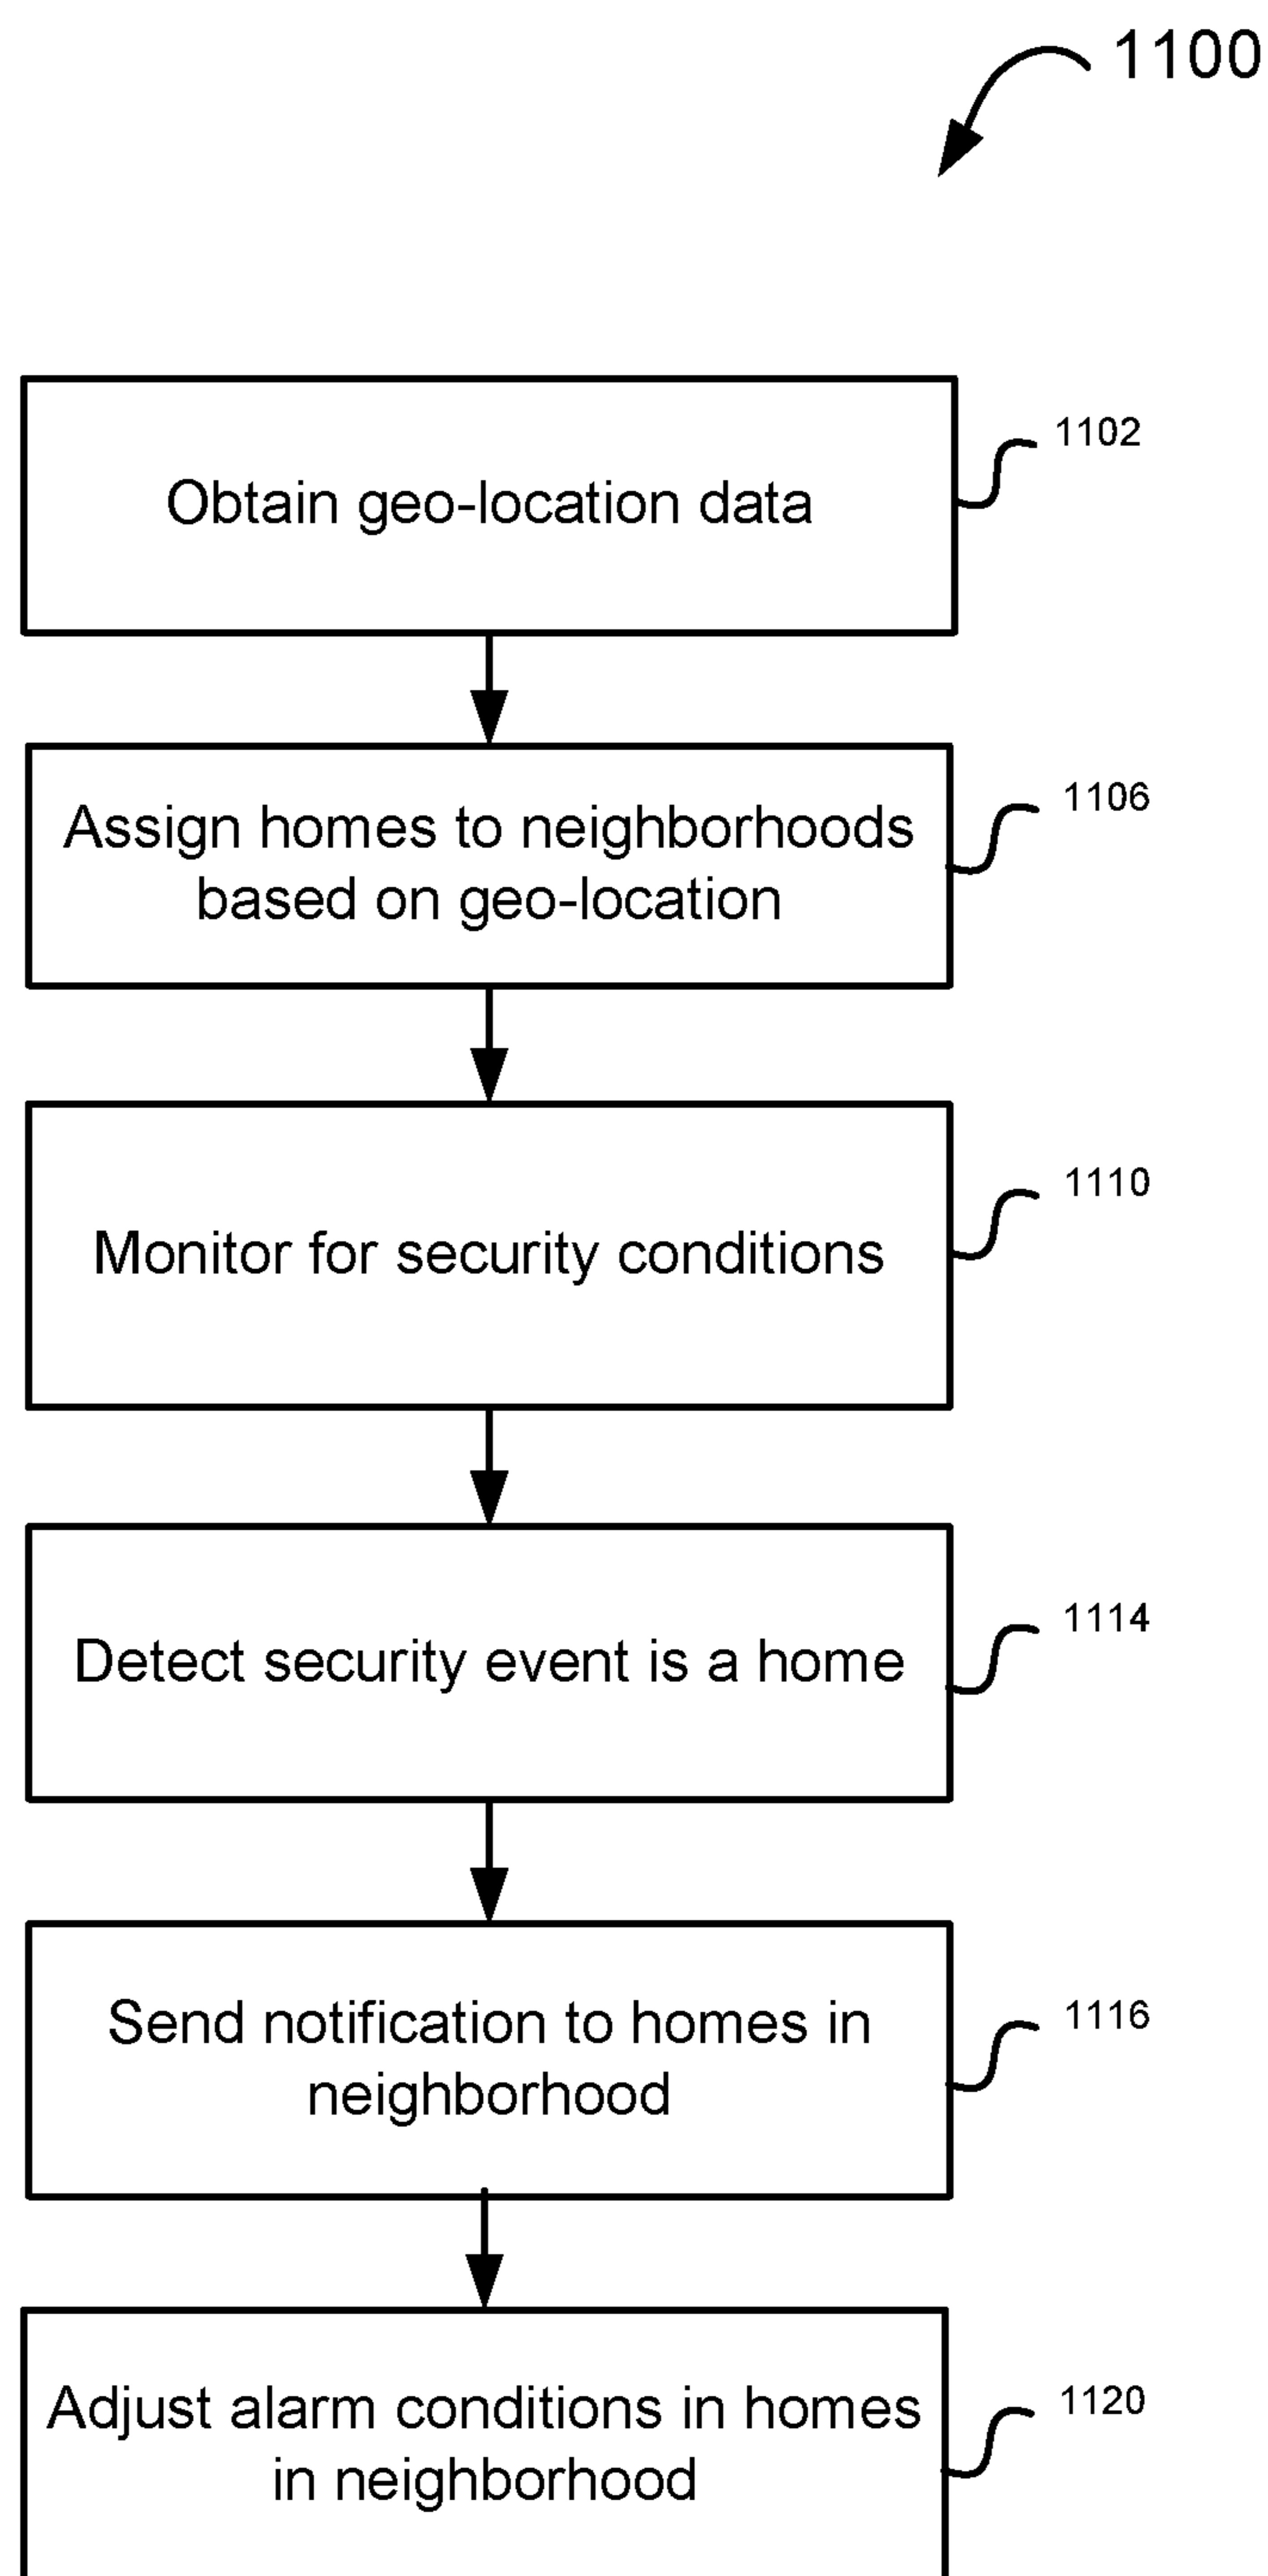 1100
Obtain geo-location data
1102
Assign homes to neighborhoods
based on geo-location
1106
Monitor for security conditions
1110
Detect security event is a home
1114
Send notification to homes in
neighborhood
1116
Adjust alarm conditions in homes
in neighborhood
1120